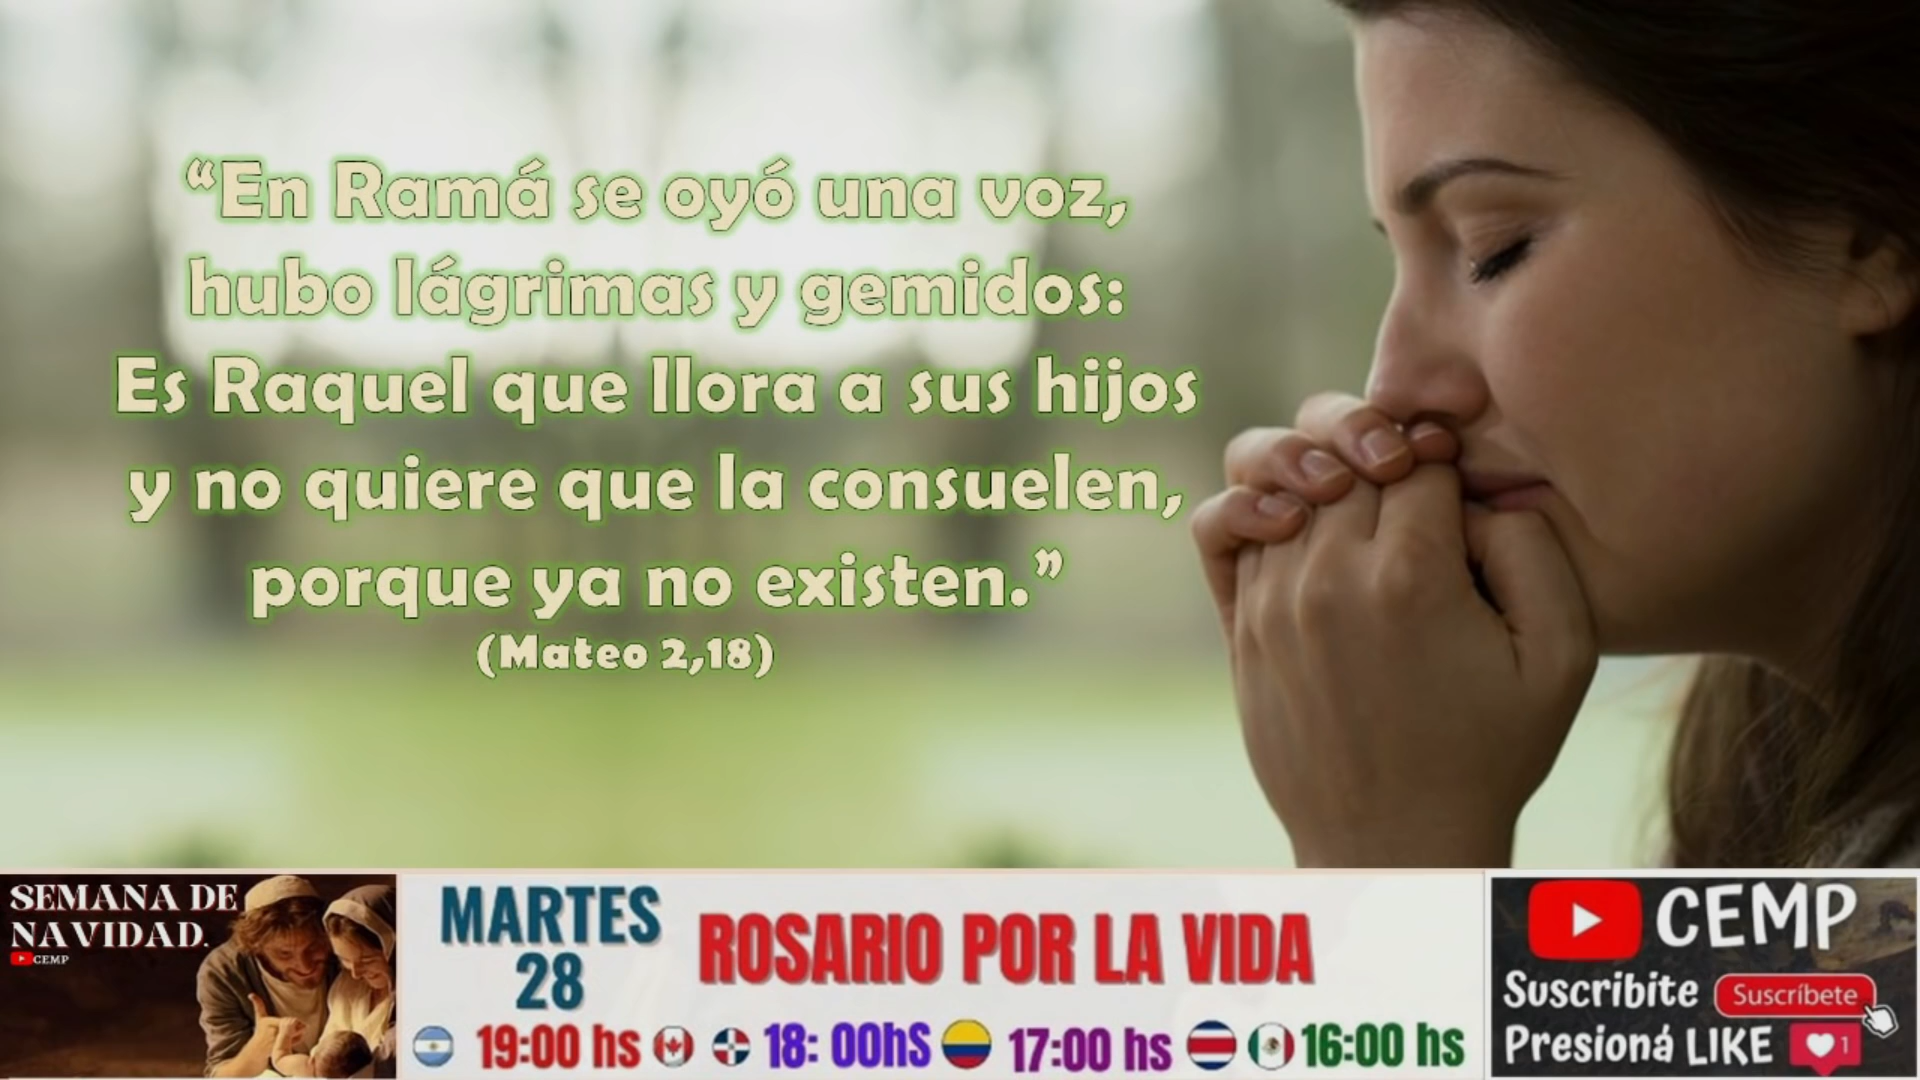 “En Ramá se oyó una voz,
hubo lágrimas y gemidos:
Es Raquel que llora a sus hijos
y no quiere que la consuelen,
porque ya no existen.”
(Mateo 2,18)
SEMANA DE
NAVIDAD.
CEMP
MARTES
28
ROSARIO POR LA VIDA
19:00 hs 18: 00hS 17:00 hs 16:00 hs
CEMP
Suscribite Suscríbete
Presioná LIKE 1